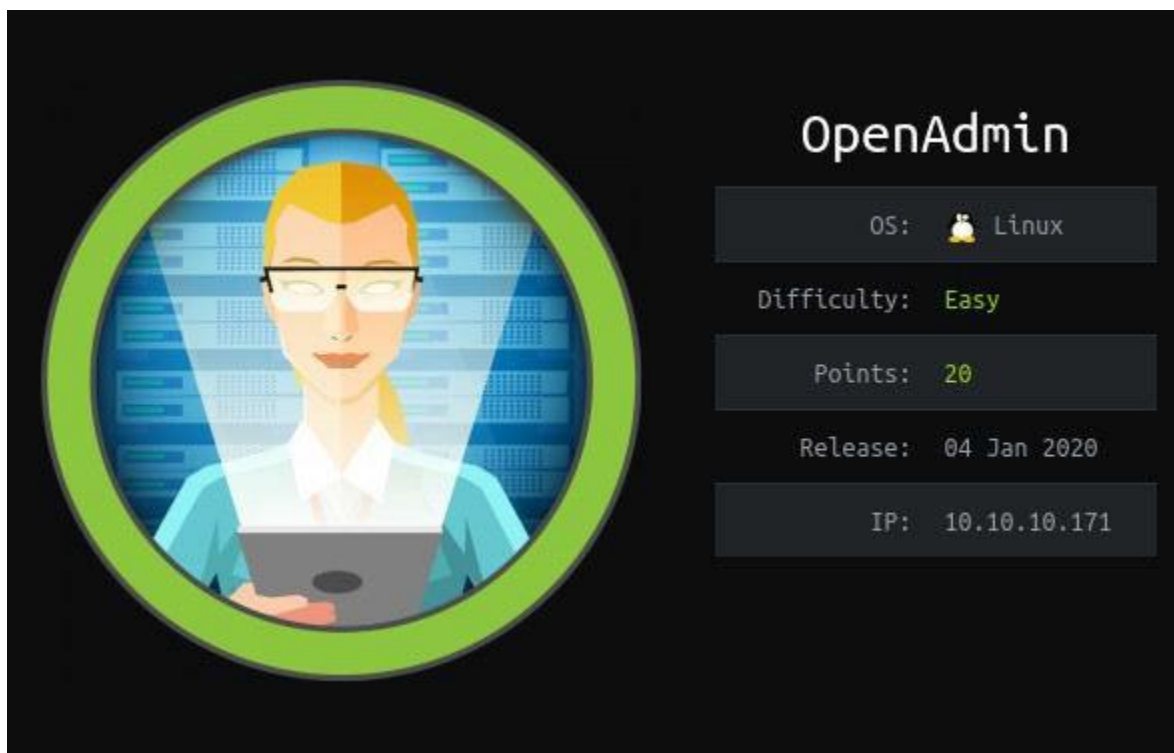 OpenAdmin
OS: Linux
Difficulty: Easy
Points: 20
Release: 04 Jan 2020
IP: 10.10.10.171